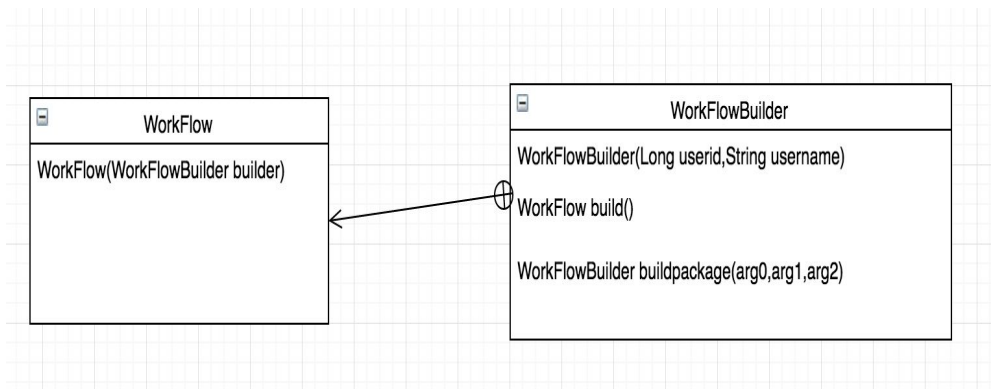 WorkFlow
WorkFlow(WorkFlowBuilder builder)
WorkFlowBuilder
WorkFlowBuilder(Long userid,String username)
WorkFlow build()
WorkFlowBuilder buildpackage(arg0,arg1,arg2)